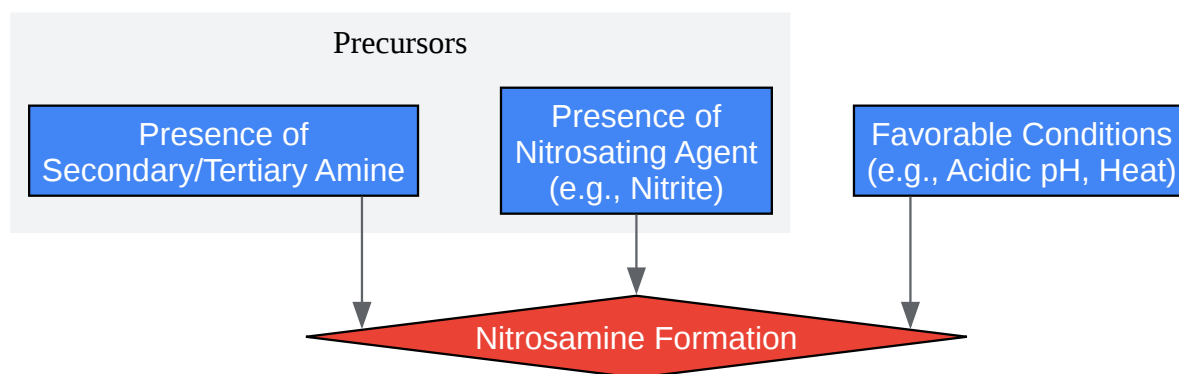 Precursors
Presence of
Secondary/Tertiary Amine
Presence of
Nitrosating Agent
(e.g., Nitrite)
Favorable Conditions
(e.g., Acidic pH, Heat)
Nitrosamine Formation